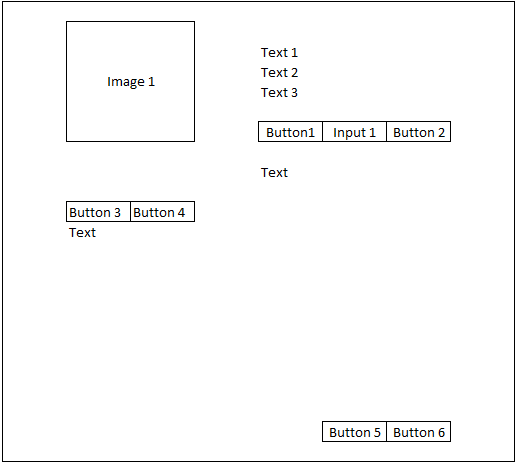 Image 1
Text 1
Text 2
Text 3
Button1 Input 1 Button 2
Text
Button 3 Button 4
Text
Button 5 Button 6